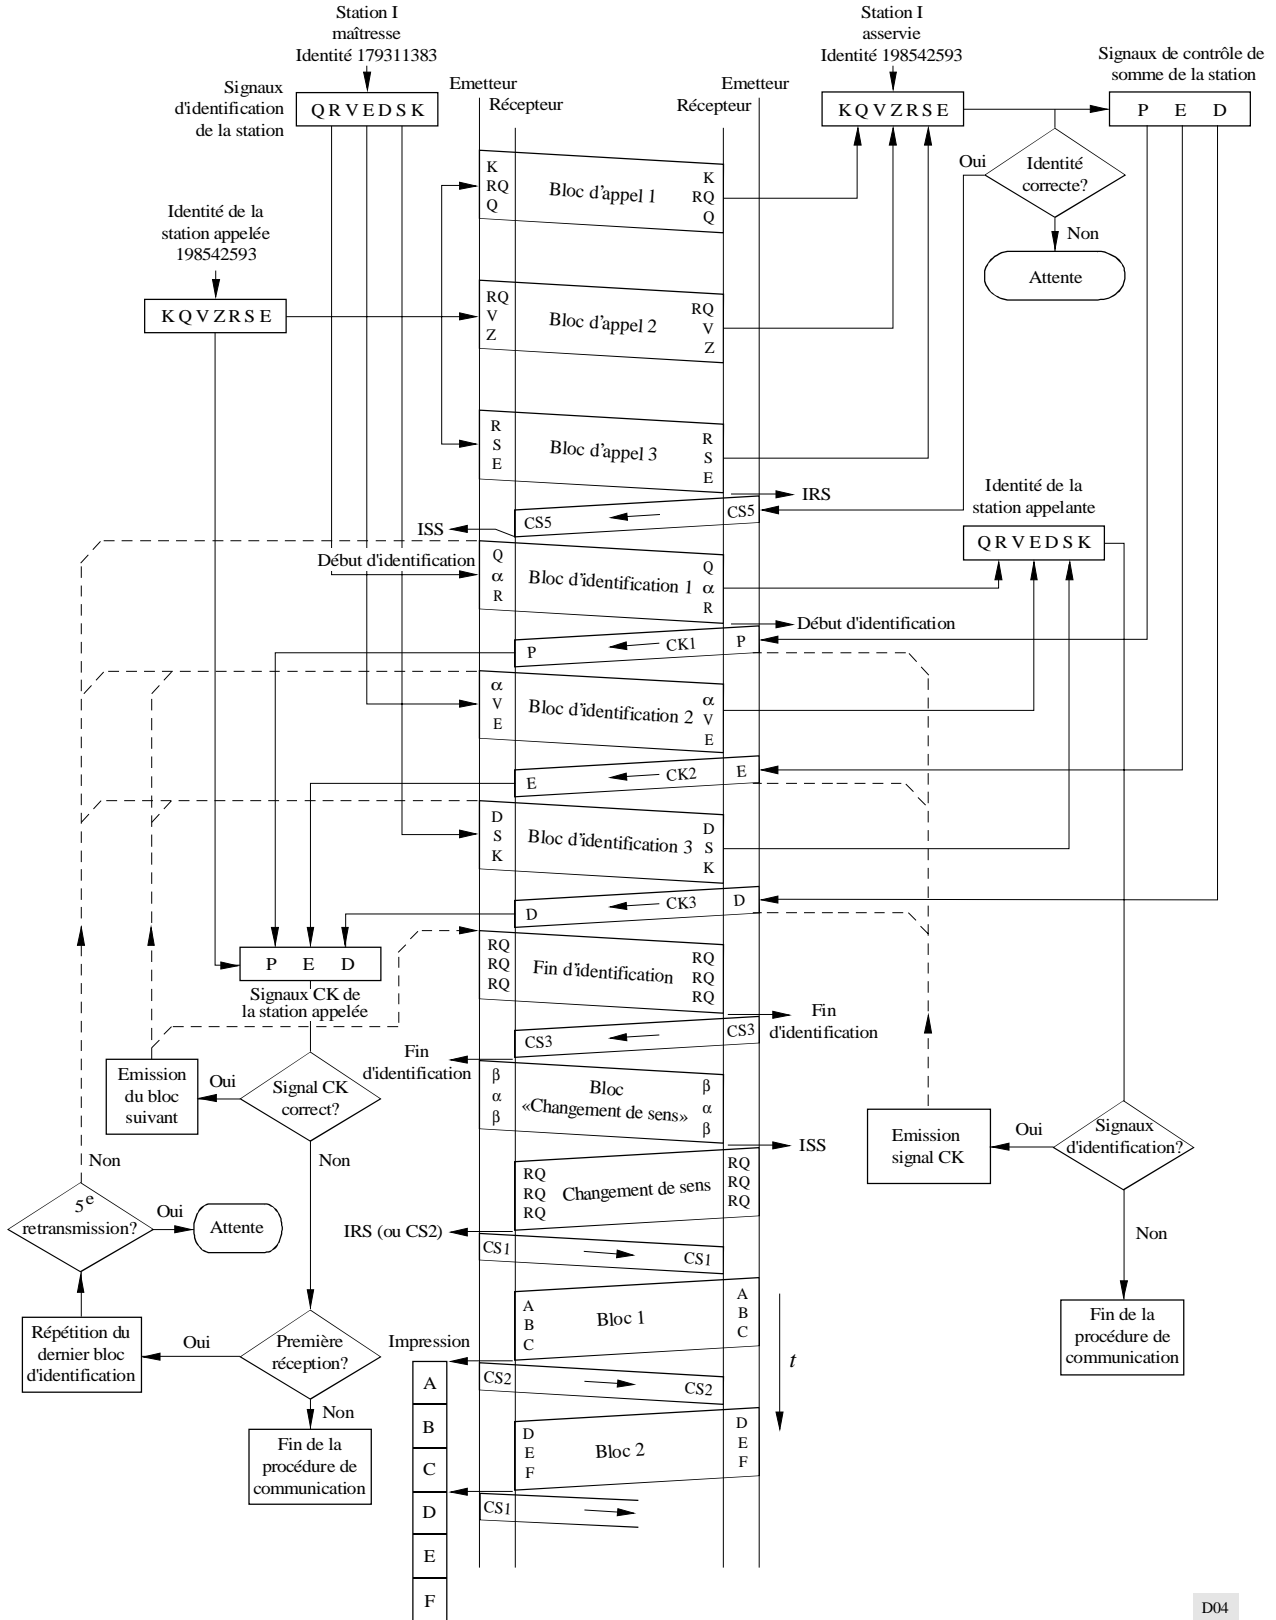 Station I
maîtresse
Identité 179311383
Station I
asservie
Identité 198542593
Signaux de contrôle de
somme de la station
Signaux
d'identification
de la station
Q R V E D S K
Emetteur
Récepteur
Emetteur
Récepteur
K Q V Z R S E
P E D
K
RQ
Q
Bloc d'appel 1
K
RQ
Q
Oui
Identité
correcte?
Non
Attente
Identité de la
station appelée
198542593
K Q V Z R S E
RQ
V
Z
Bloc d'appel 2
RQ
V
Z
R
S
E
Bloc d'appel 3
R
S
E
IRS
Identité de la
station appelante
Q R V E D S K
ISS
CS5
CS5
Début d'identification
Q
α
R
Bloc d'identification 1
Q
α
R
Début d'identification
P
CK1
P
α
V
E
Bloc d'identification 2
α
V
E
E
CK2
E
D
S
K
Bloc d'identification 3
D
S
K
D
CK3
D
P E D
Signaux CK de
la station appelée
RQ
RQ
RQ
Fin d'identification
RQ
RQ
RQ
Fin
d'identification
CS3
CS3
Fin
d'identification
Emission
du bloc
suivant
Oui
Signal CK
correct?
Non
β
α
β
Bloc
«Changement de sens»
β
α
β
ISS
Emission
signal CK
Oui
Signaux
d'identification?
Non
Non
5e
retransmission?
Oui
Attente
RQ
RQ
RQ
Changement de sens
RQ
RQ
RQ
IRS (ou CS2)
CS1
CS1
A
B
C
Bloc 1
A
B
C
t
Fin de la
procédure de
communication
Répétition du
dernier bloc
d'identification
Oui
Première
réception?
Non
Impression
CS2
CS2
A
B
C
D
E
F
D
E
F
Bloc 2
D
E
F
Fin de la
procédure de
communication
CS1
D04